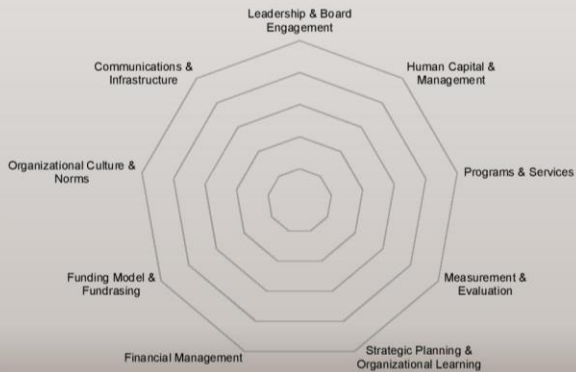 Leadership & Board
Engagement
Communications &
Infrastructure
Human Capital &
Management
Organizational Culture &
Norms
Programs & Services
Funding Model &
Fundrasing
Measurement &
Evaluation
Financial Management
Strategic Planning &
Organizational Learning